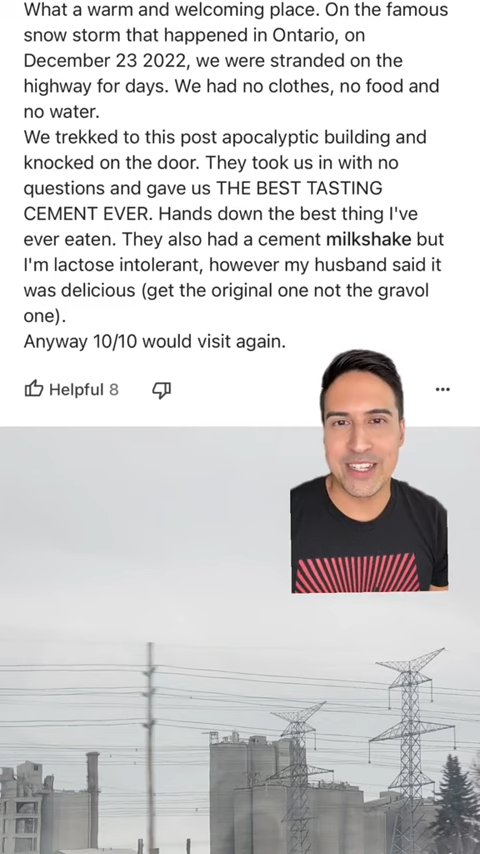 What a warm and welcoming place. On the famous
snow storm that happened in Ontario, on
December 23 2022, we were stranded on the
highway for days. We had no clothes, no food and
no water.
We trekked to this post apocalyptic building and
knocked on the door. They took us in with no
questions and gave us THE BEST TASTING
CEMENT EVER. Hands down the best thing I've
ever eaten. They also had a cement milkshake but
I'm lactose intolerant, however my husband said it
was delicious (get the original one not the gravol
one).
Anyway 10/10 would visit again.
Helpful 8